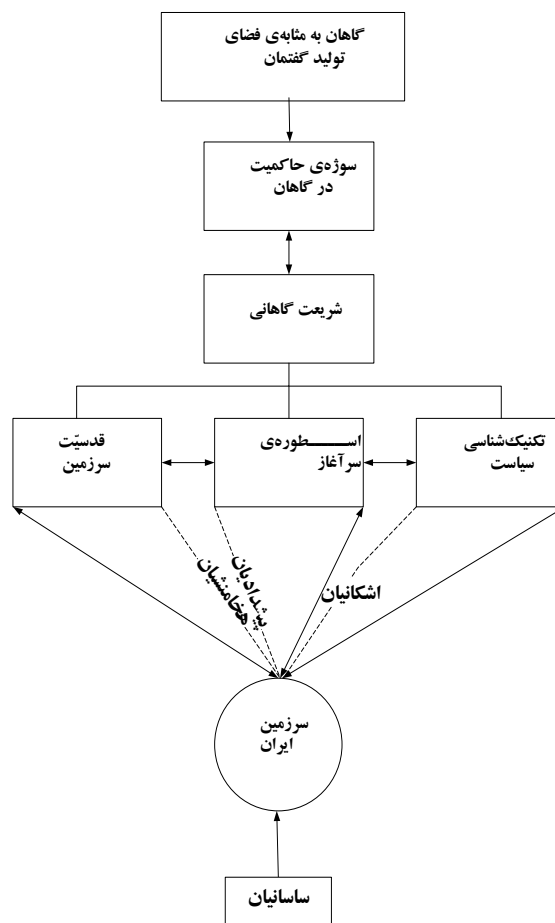 گاهان به مثابه‌ی فضای
تولید گفتمان
سوژه‌ی حاکمیت
در گاهان
شریعت گاهانی
تکنیک‌شناسی
سیاست
اســـطوره‌ی
سرآغاز
قدسیّت
سرزمین
اشکانیان
پیشدادیان
هخامنشیان
سرزمین
ایران
ساسانیان